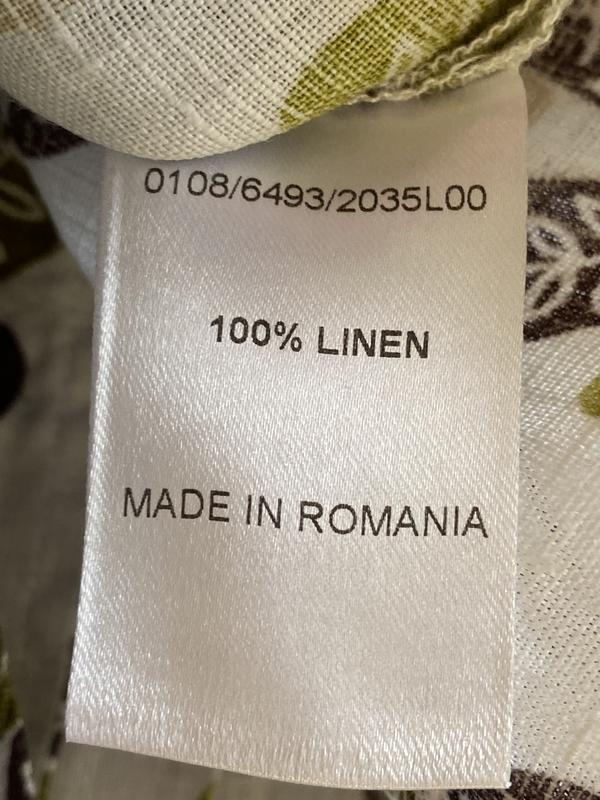 0108/6493/2035L00
100% LINEN
MADE IN ROMANIA